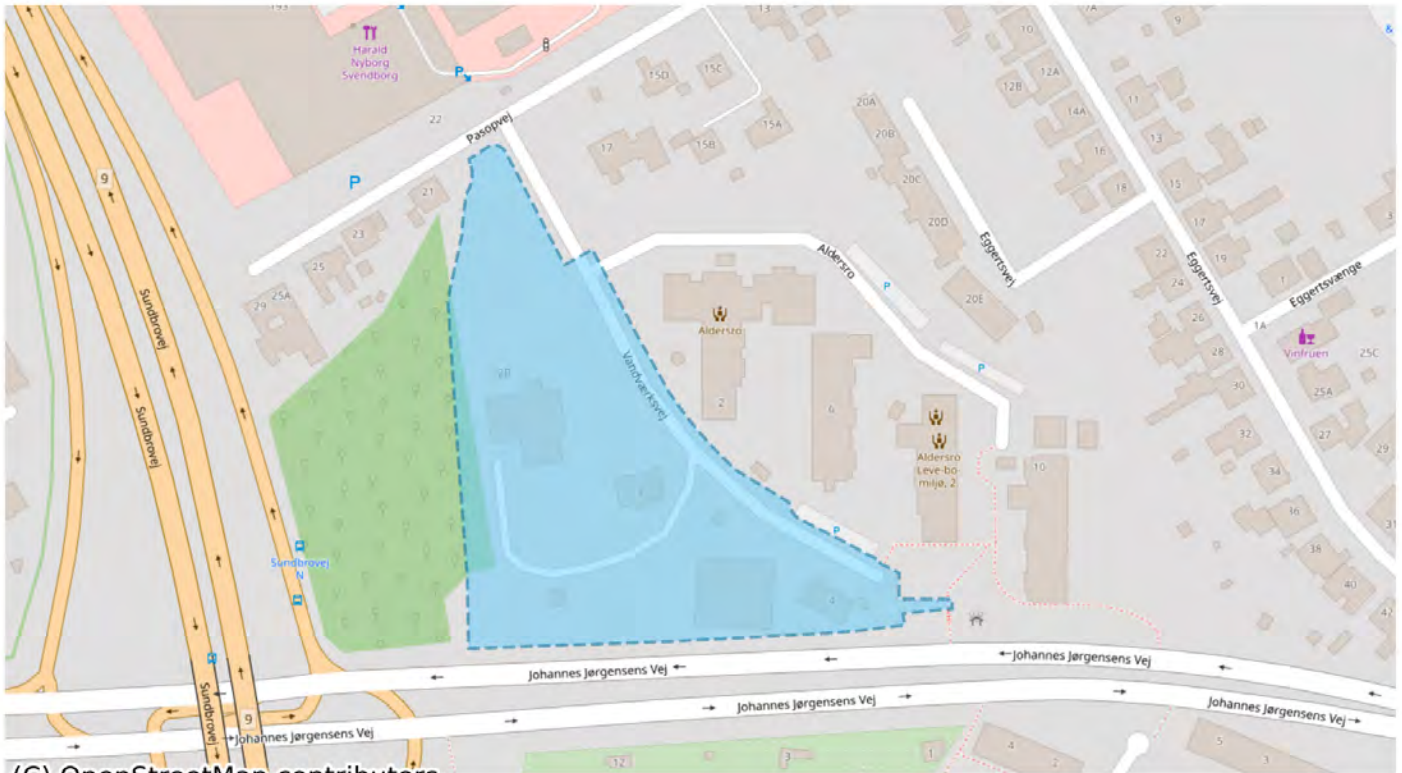 193
13
7A
9
Harald
Nyborg
Svendborg
P
8
&
10
12A
12B
14A
11
13
15D
15C
15A
15B
17
22
Pasopvej
20A
20B
20C
20D
20E
16
18
15
17
19
9
P
21
23
25
25A
29
Eggertsvej
Eggertsvej
Eggertsvænge
22
24
26
28
30
32
34
36
38
40
42
1
3
1A
Vinfruen
25C
25A
27
29
31
Aldersro
P
P
Aldersro
2
6
Aldersro
Leve-bo-
miljø, 2
10
Vandværksvej
P
4
Sundbrovej
Sundbrovej
Sundbrovej
Sundbrovej
N
Sundbrovej
9
Johannes Jørgensens Vej
Johannes Jørgensens Vej
Johannes Jørgensens Vej
Johannes Jørgensens Vej
Johannes Jørgensens Vej
12
3
1
4
2
5
3
(C) OpenStreetMap contributors